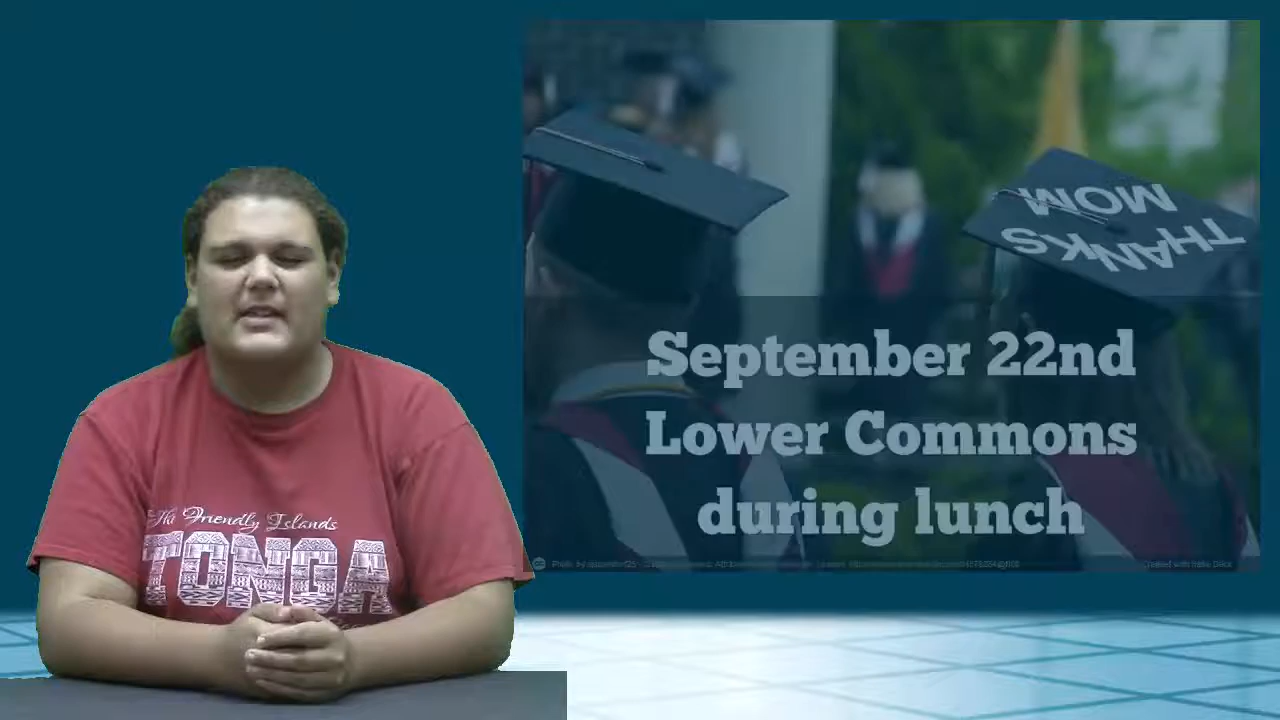 September 22nd
Lower Commons
during lunch
THANKS
MOM
The Friendly Islands
TONGA